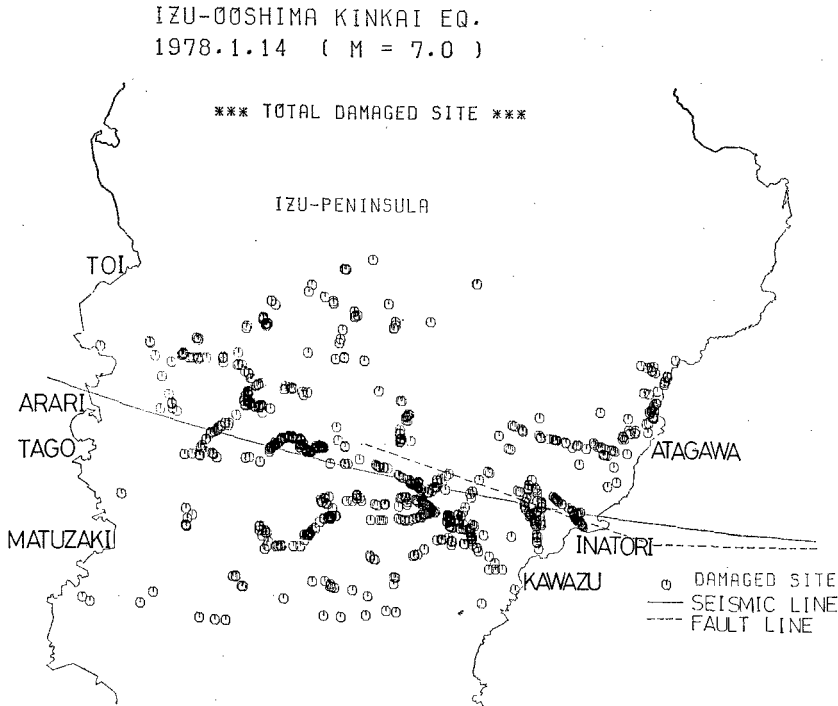 IZU-OOSHIMA KINKAI EQ.
1978.1.14 ( M = 7.0 )
*** TOTAL DAMAGED SITE ***
IZU-PENINSULA
TOI
ARARI
TAGO
ATAGAWA
MATUZAKI
INATORI
KAWAZU
DAMAGED SITE
SEISMIC LINE
FAULT LINE